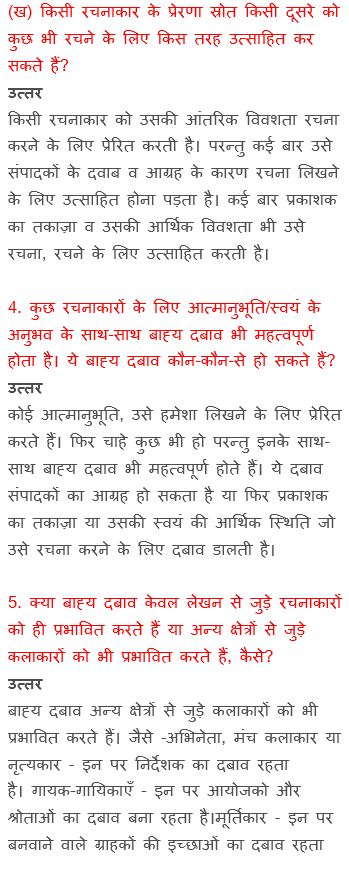 (ख) किसी रचनाकार के प्रेरणा स्रोत किसी दूसरे को
कुछ भी रचने के लिए किस तरह उत्साहित कर
सकते हैं?
उत्तर
किसी रचनाकार को उसकी आंतरिक विवशता रचना
करने के लिए प्रेरित करती है। परन्तु कई बार उसे
संपादकों के दवाब व आग्रह के कारण रचना लिखने
के लिए उत्साहित होना पड़ता है। कई बार प्रकाशक
का तकाज़ा व उसकी आर्थिक विवशता भी उसे
रचना, रचने के लिए उत्साहित करती है।
4. कुछ रचनाकारों के लिए आत्मानुभूति/स्वयं के
अनुभव के साथ-साथ बाह्य दबाव भी महत्वपूर्ण
होता है। ये बाह्य दबाव कौन-कौन-से हो सकते हैं?
उत्तर
कोई आत्मानुभूति, उसे हमेशा लिखने के लिए प्रेरित
करते हैं। फिर चाहे कुछ भी हो परन्तु इनके साथ-
साथ बाह्य दबाव भी महत्वपूर्ण होते हैं। ये दबाव
संपादकों का आग्रह हो सकता है या फिर प्रकाशक
का तकाज़ा या उसकी स्वयं की आर्थिक स्थिति जो
उसे रचना करने के लिए दबाव डालती है।
5. क्या बाह्य दबाव केवल लेखन से जुड़े रचनाकारों
को ही प्रभावित करते हैं या अन्य क्षेत्रों से जुड़े
कलाकारों को भी प्रभावित करते हैं, कैसे?
उत्तर
बाह्य दबाव अन्य क्षेत्रों से जुड़े कलाकारों को भी
प्रभावित करते हैं। जैसे -अभिनेता, मंच कलाकार या
नृत्यकार - इन पर निर्देशक का दबाव रहता
है। गायक-गायिकाएँ - इन पर आयोजको और
श्रोताओं का दबाव बना रहता है।मूर्तिकार - इन पर
बनवाने वाले ग्राहकों की इच्छाओं का दबाव रहता